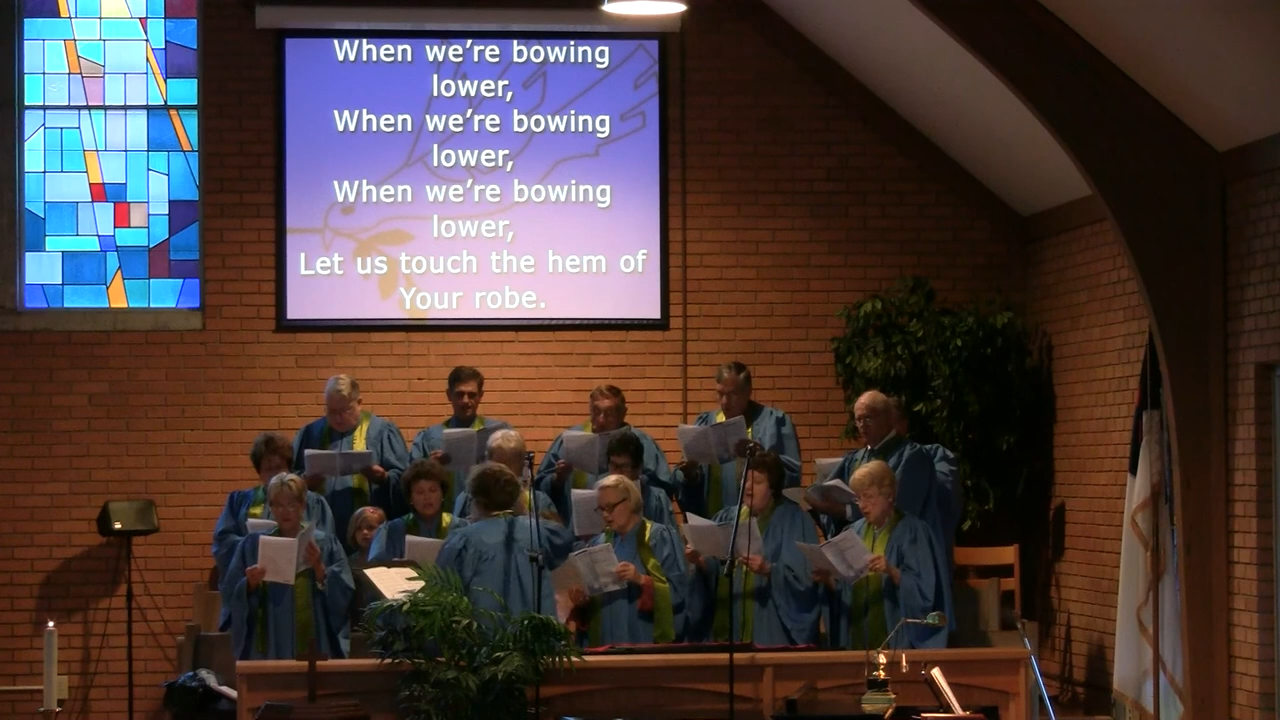 When we're bowing
lower,
When we're bowing
lower,
When we're bowing
lower,
Let us touch the hem of
Your robe.